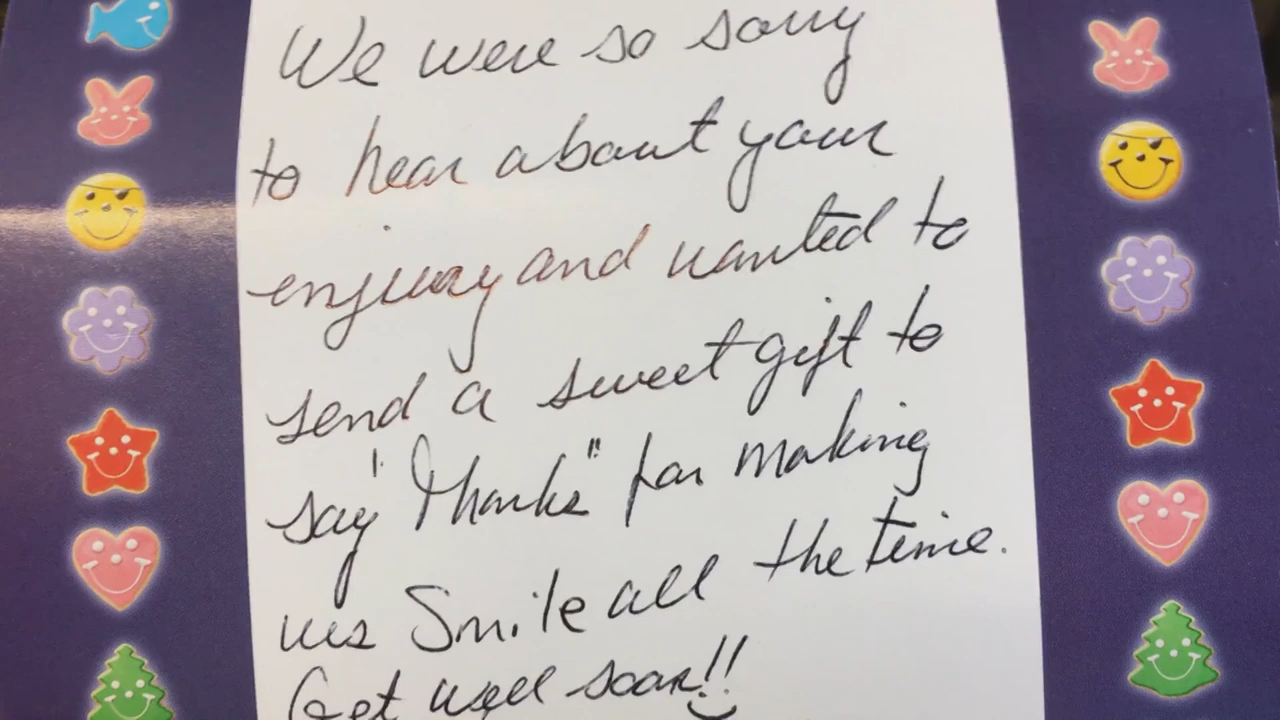 We were so sorry
to hear about your
injury and wanted to
send a sweet gift to
say "Thanks" for making
us Smile all the time.
Get well soon!!